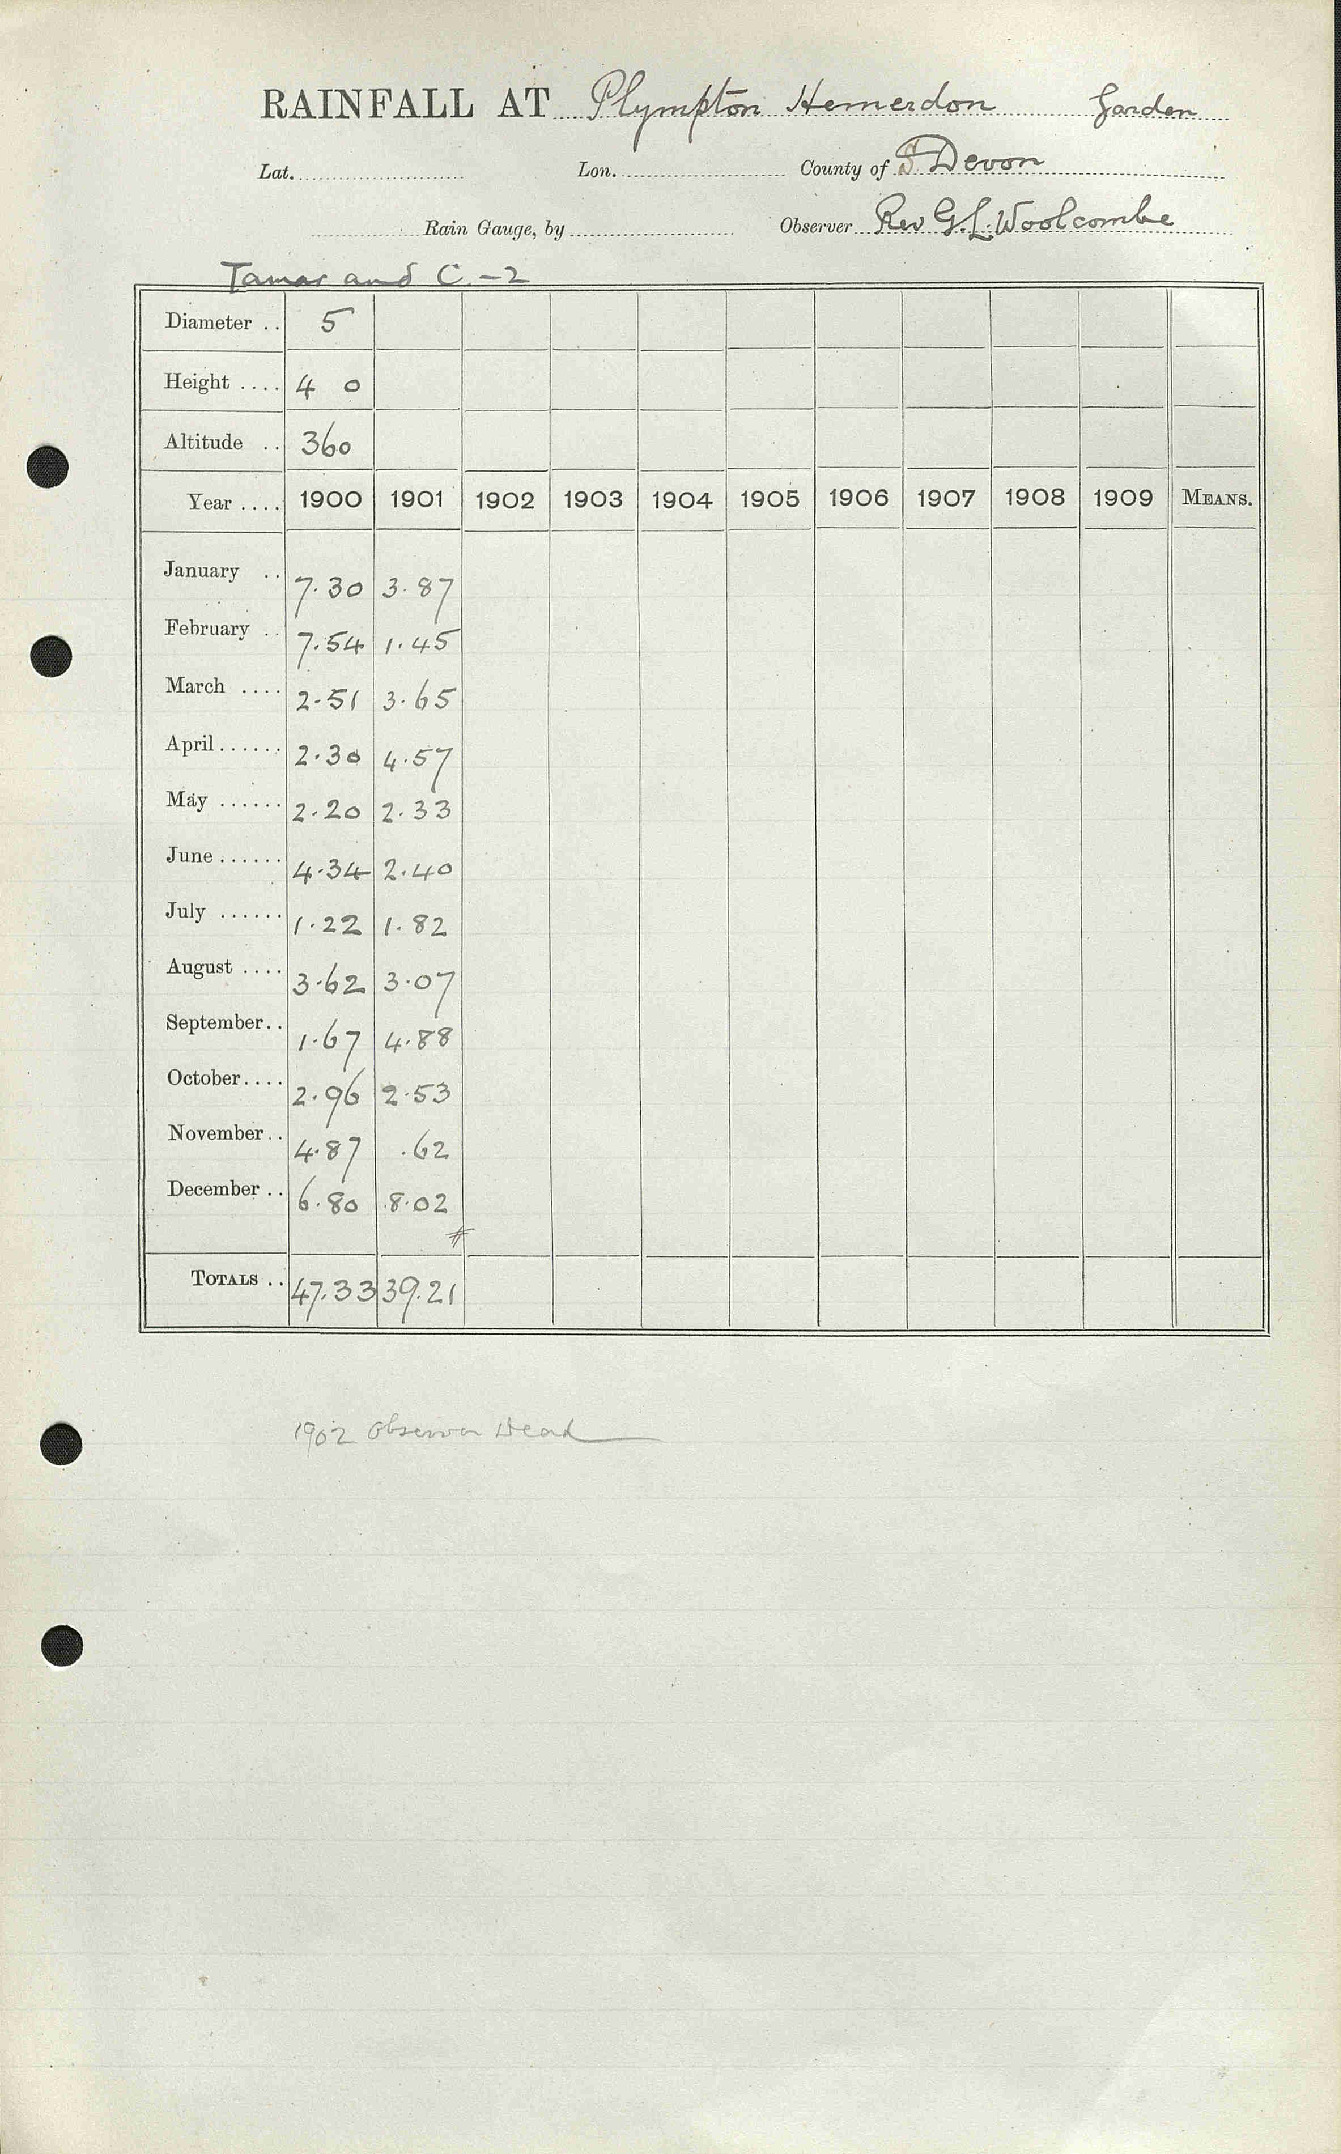 RAINFALL AT Plympton Hemerdon Garden
Lat. Lon. County of S. Devon
Rain Gauge, by Observer Rev G. L. Woolcombe
Tamar and C. - 2
Diameter .. 5
Height .... 4 0
Altitude .. 360
Year .... 1900 1901 1902 1903 1904 1905 1906 1907 1908 1909 MEANS.
January .. 7.30 3.87
February .. 7.54 1.45
March .... 2.51 3.65
April ...... 2.30 4.57
May ...... 2.20 2.33
June ...... 4.34 2.40
July ...... 1.22 1.82
August .... 3.62 3.07
September.. 1.67 4.88
October.... 2.96 2.53
November.. 4.87 .62
December .. 6.80 8.02
#
TOTALS .. 47.33 39.21
1902 Observer Dead